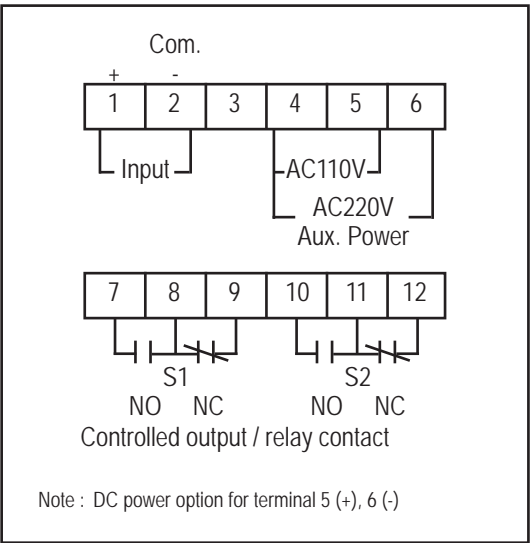 Com.
+ -
1 2 3 4 5 6
Input AC110V
AC220V
Aux. Power
7 8 9 10 11 12
S1 S2
NO NC NO NC
Controlled output / relay contact
Note : DC power option for terminal 5 (+), 6 (-)